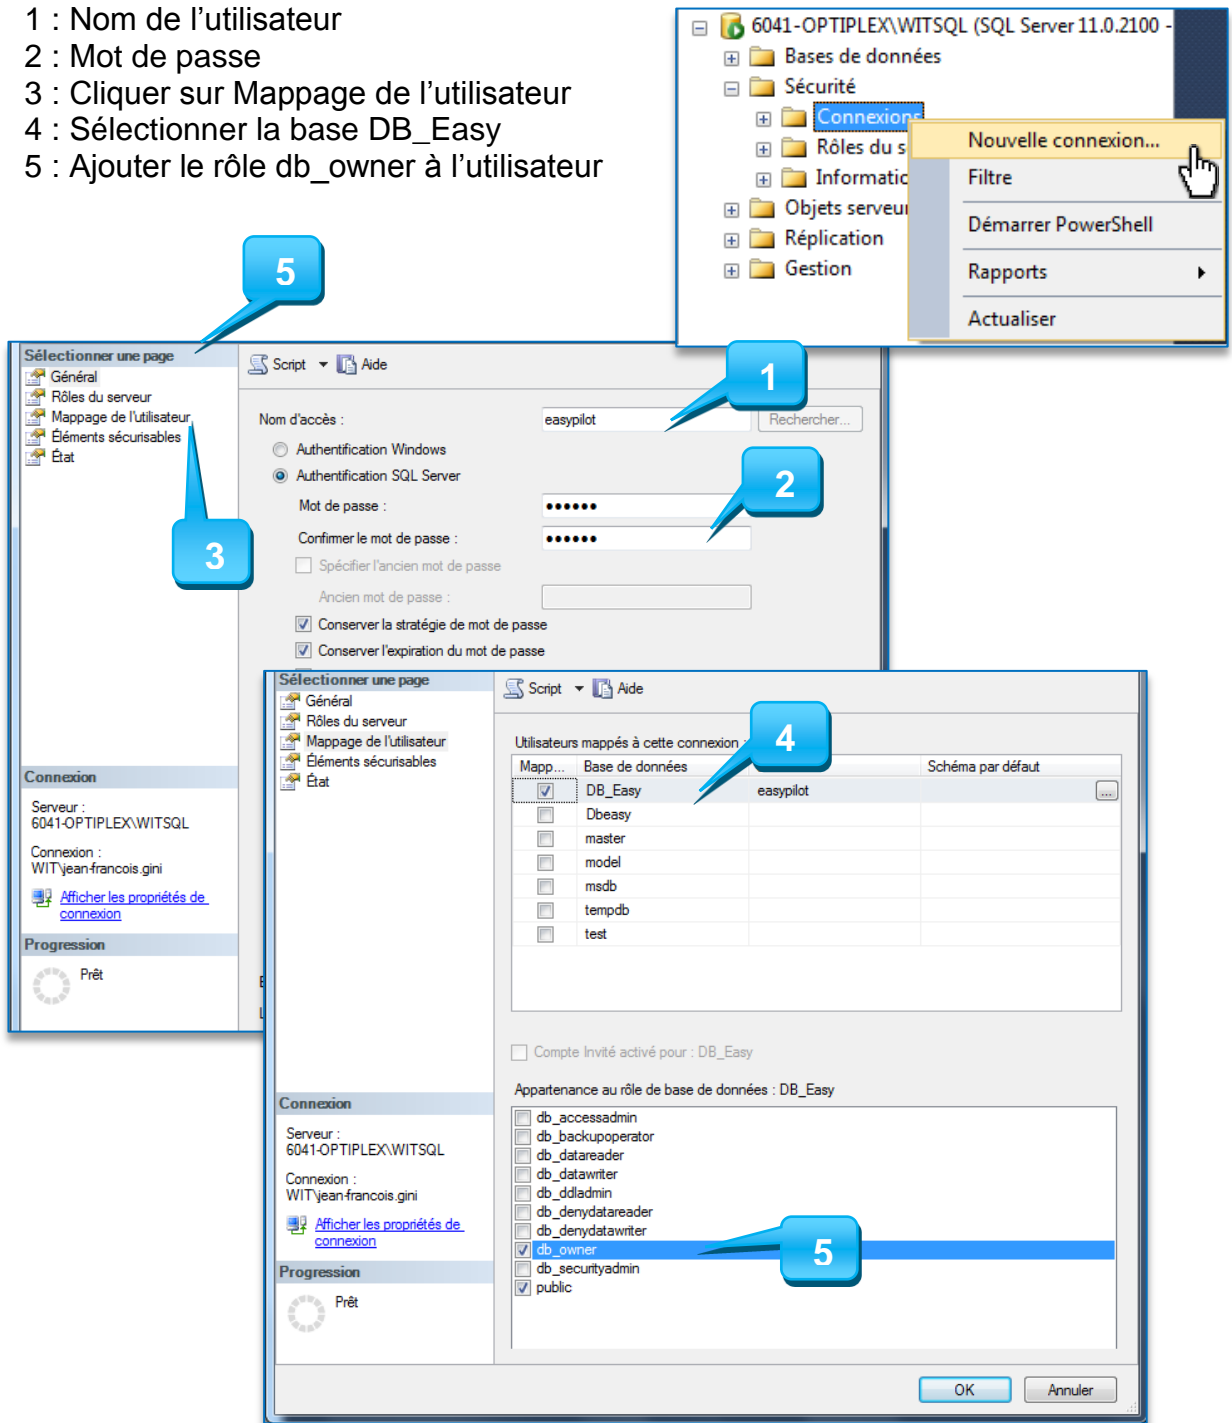 1 : Nom de l’utilisateur
2 : Mot de passe
3 : Cliquer sur Mappage de l’utilisateur
4 : Sélectionner la base DB_Easy
5 : Ajouter le rôle db_owner à l’utilisateur
6041-OPTIPLEX\WITSQL (SQL Server 11.0.2100 -
Bases de données
Sécurité
Connexions
Rôles du s
Informatic
Objets serveur
Réplication
Gestion
Nouvelle connexion...
Filtre
Démarrer PowerShell
Rapports
Actualiser
5
Sélectionner une page
Général
Rôles du serveur
Mappage de l'utilisateur
Éléments sécurisables
État
3
Script
Aide
1
Nom d'accès :
easypilot
Rechercher...
Authentification Windows
Authentification SQL Server
2
Mot de passe :
••••••
Confirmer le mot de passe :
••••••
Spécifier l'ancien mot de passe
Ancien mot de passe :
Conserver la stratégie de mot de passe
Conserver l'expiration du mot de passe
Connexion
Serveur :
6041-OPTIPLEX\WITSQL
Connexion :
WIT\jean-francois.gini
Afficher les propriétés de
connexion
Progression
Prêt
Sélectionner une page
Général
Rôles du serveur
Mappage de l'utilisateur
Éléments sécurisables
État
Script
Aide
4
Utilisateurs mappés à cette connexion :
Mapp...
Base de données
Schéma par défaut
DB_Easy
easypilot
...
Dbeasy
master
model
msdb
tempdb
test
Compte Invité activé pour : DB_Easy
Appartenance au rôle de base de données : DB_Easy
db_accessadmin
db_backupoperator
db_datareader
db_datawriter
db_ddladmin
db_denydatareader
db_denydatawriter
db_owner
5
db_securityadmin
public
Connexion
Serveur :
6041-OPTIPLEX\WITSQL
Connexion :
WIT\jean-francois.gini
Afficher les propriétés de
connexion
Progression
Prêt
OK
Annuler